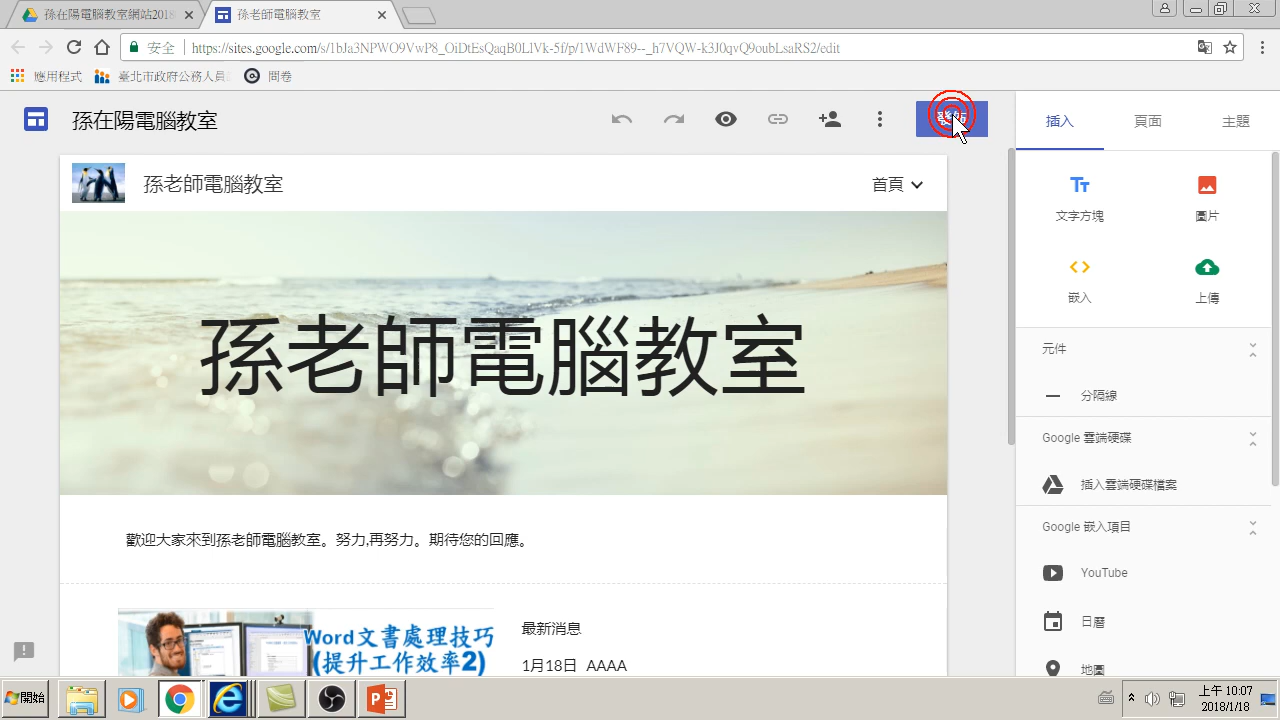 孫在陽電腦教室網站2018
孫老師電腦教室
安全
https://sites.google.com/s/1bJa3NPWO9VwP8_OiDtEsQaqB0LIVk-5f/p/1WdWF89--_h7VQW-k3J0qvQ9oubLsaRS2/edit
應用程式
臺北市政府公務人員
問卷
孫在陽電腦教室
插入
頁面
主題
孫老師電腦教室
首頁
Tт
文字方塊
圖片
嵌入
上傳
孫老師電腦教室
元件
分隔線
Google 雲端硬碟
插入雲端硬碟檔案
Google 嵌入項目
歡迎大家來到孫老師電腦教室。努力,再努力。期待您的回應。
YouTube
日曆
地圖
Word文書處理技巧
(提升工作效率2)
最新消息
1月18日 AAAA
開始
上午 10:07
2018/1/18